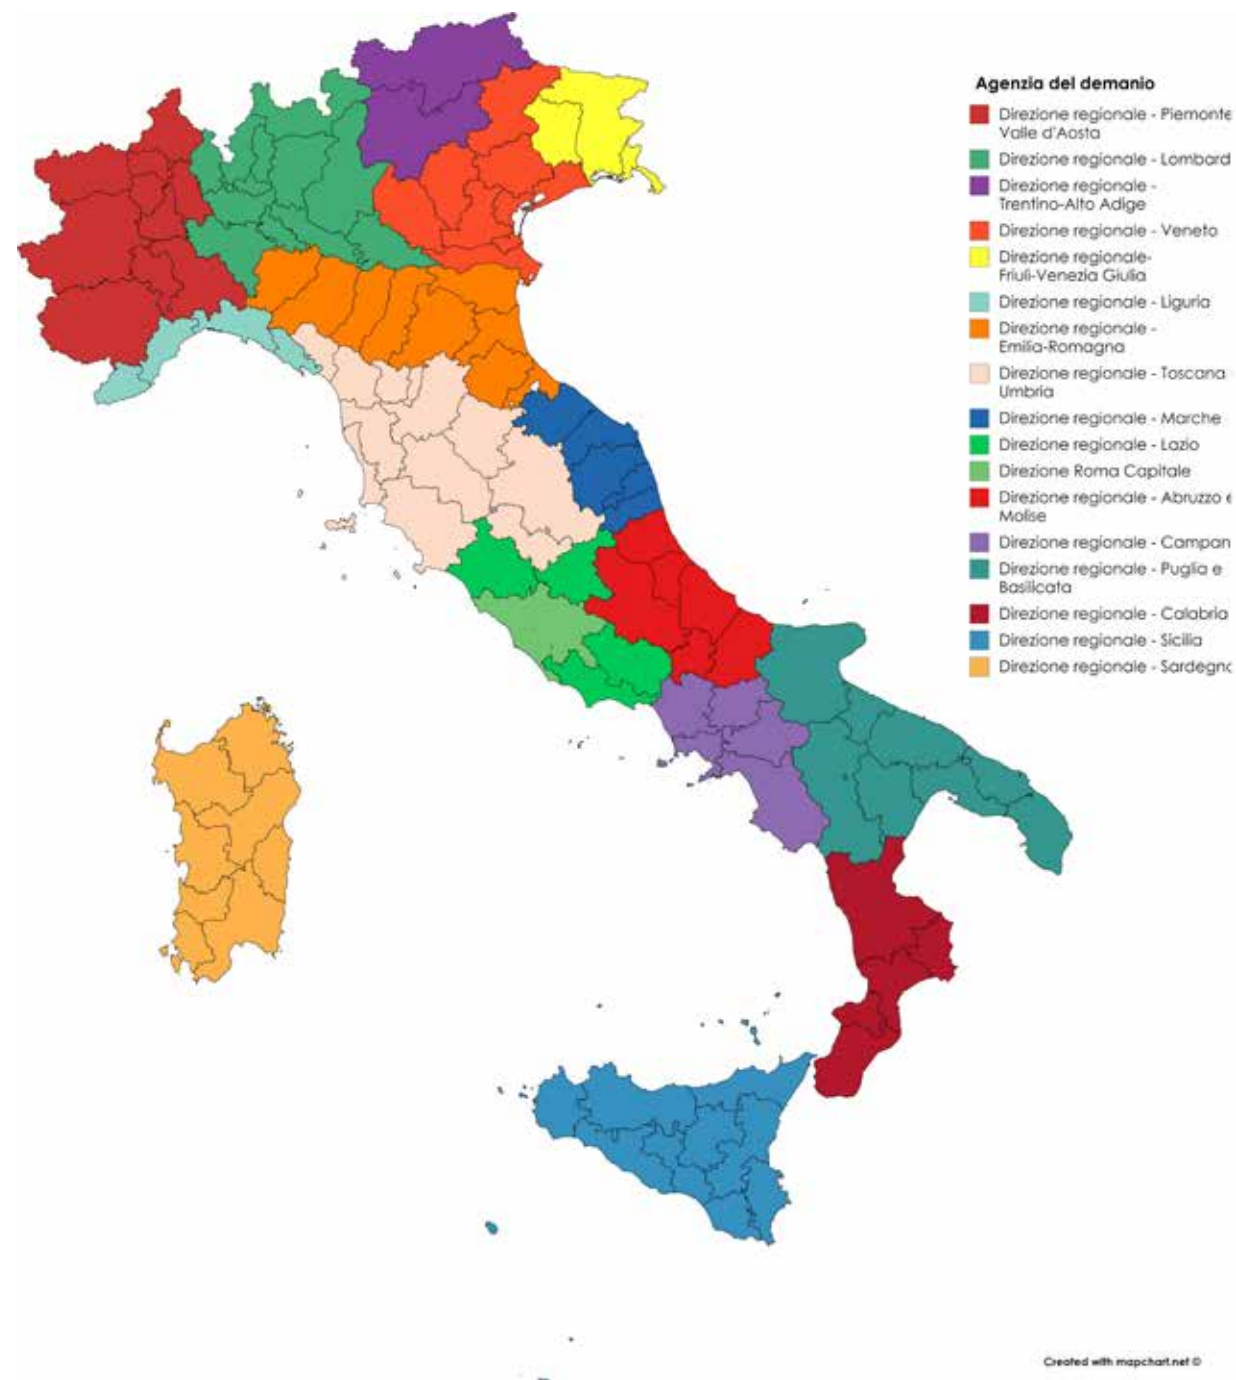 Agenzia del demanio
Direzione regionale - Piemonte
Valle d'Aosta
Direzione regionale - Lombard
Direzione regionale -
Trentino-Alto Adige
Direzione regionale - Veneto
Direzione regionale-
Friuli-Venezia Giulia
Direzione regionale - Liguria
Direzione regionale -
Emilia-Romagna
Direzione regionale - Toscana
Umbria
Direzione regionale - Marche
Direzione regionale - Lazio
Direzione Roma Capitale
Direzione regionale - Abruzzo e
Molise
Direzione regionale - Campan
Direzione regionale - Puglia e
Basilicata
Direzione regionale - Calabria
Direzione regionale - Sicilia
Direzione regionale - Sardegna
Created with mapchart.net ©